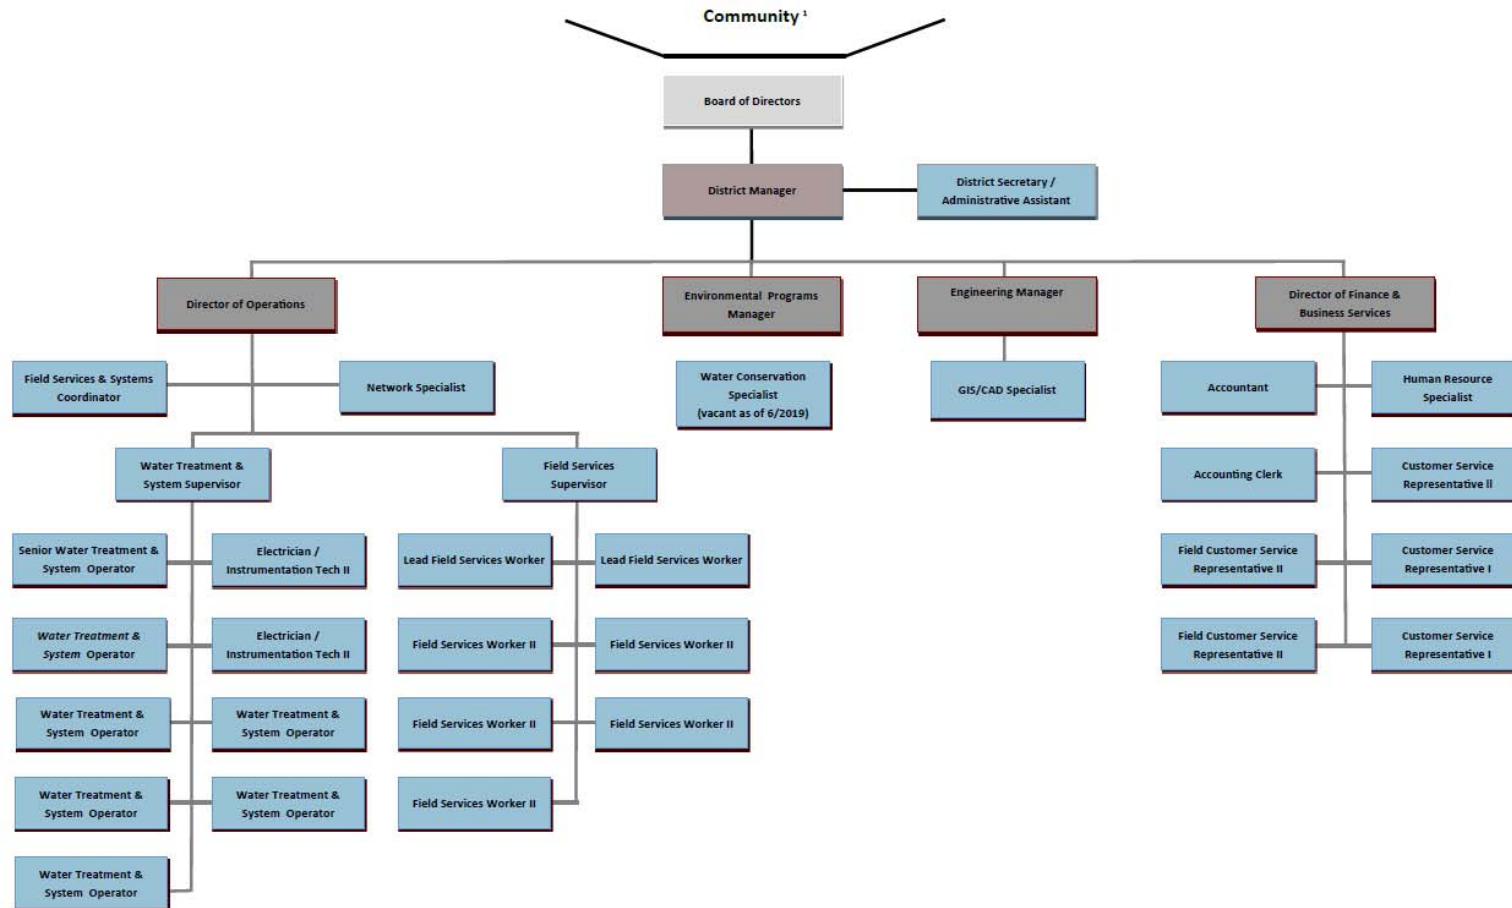 Community ¹
Board of Directors
District Manager
District Secretary /
Administrative Assistant
Director of Operations
Environmental Programs
Manager
Engineering Manager
Director of Finance &
Business Services
Field Services & Systems
Coordinator
Network Specialist
Water Conservation
Specialist
(vacant as of 6/2019)
GIS/CAD Specialist
Accountant
Human Resource
Specialist
Water Treatment &
System Supervisor
Field Services
Supervisor
Accounting Clerk
Customer Service
Representative ll
Senior Water Treatment &
System Operator
Electrician /
Instrumentation Tech II
Lead Field Services Worker
Lead Field Services Worker
Field Customer Service
Representative II
Customer Service
Representative I
Water Treatment &
System Operator
Electrician /
Instrumentation Tech II
Field Services Worker II
Field Services Worker II
Field Customer Service
Representative II
Customer Service
Representative I
Water Treatment &
System Operator
Water Treatment &
System Operator
Field Services Worker II
Field Services Worker II
Water Treatment &
System Operator
Water Treatment &
System Operator
Field Services Worker II
Water Treatment &
System Operator